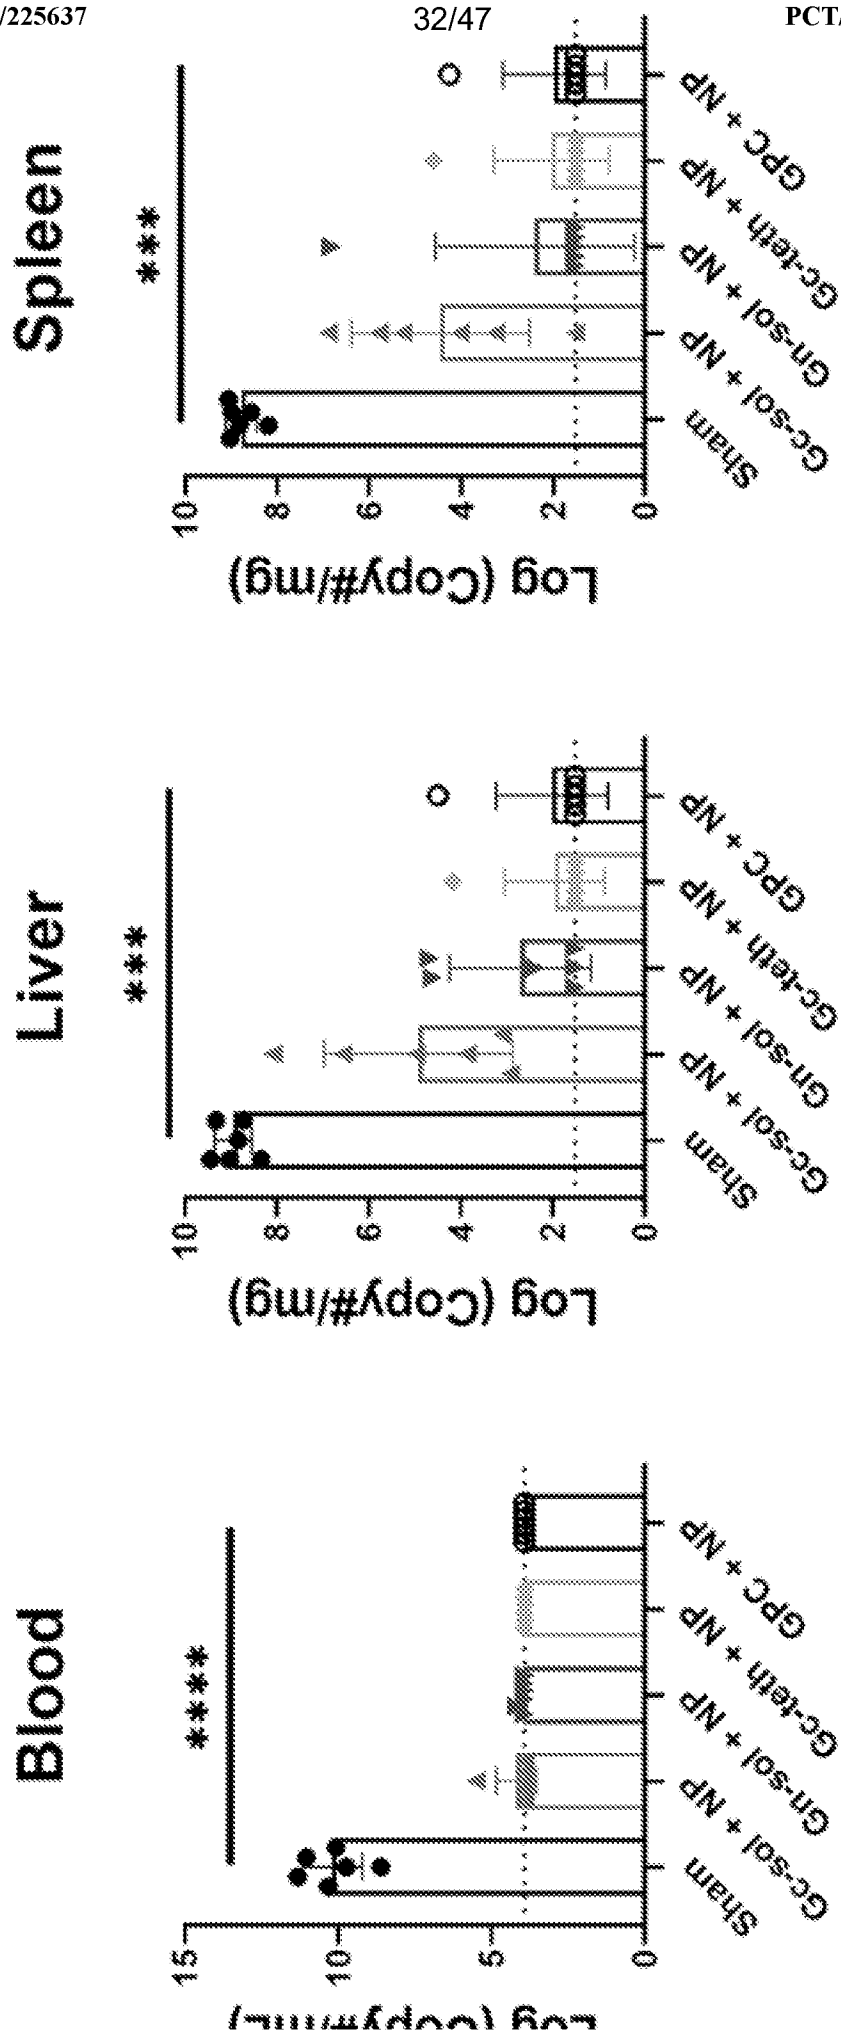 /225637
32/47
PCT/
Spleen
***
Log (Copy#/mg)
10
8
6
4
2
0
Sham
Gc-sol + NP
Gn-sol + NP
Gc-teth + NP
GPC + NP
Liver
***
Log (Copy#/mg)
10
8
6
4
2
0
Sham
Gc-sol + NP
Gn-sol + NP
Gc-teth + NP
GPC + NP
Blood
****
Log (Copy#/mL)
15
10
5
0
Sham
Gc-sol + NP
Gn-sol + NP
Gc-teth + NP
GPC + NP